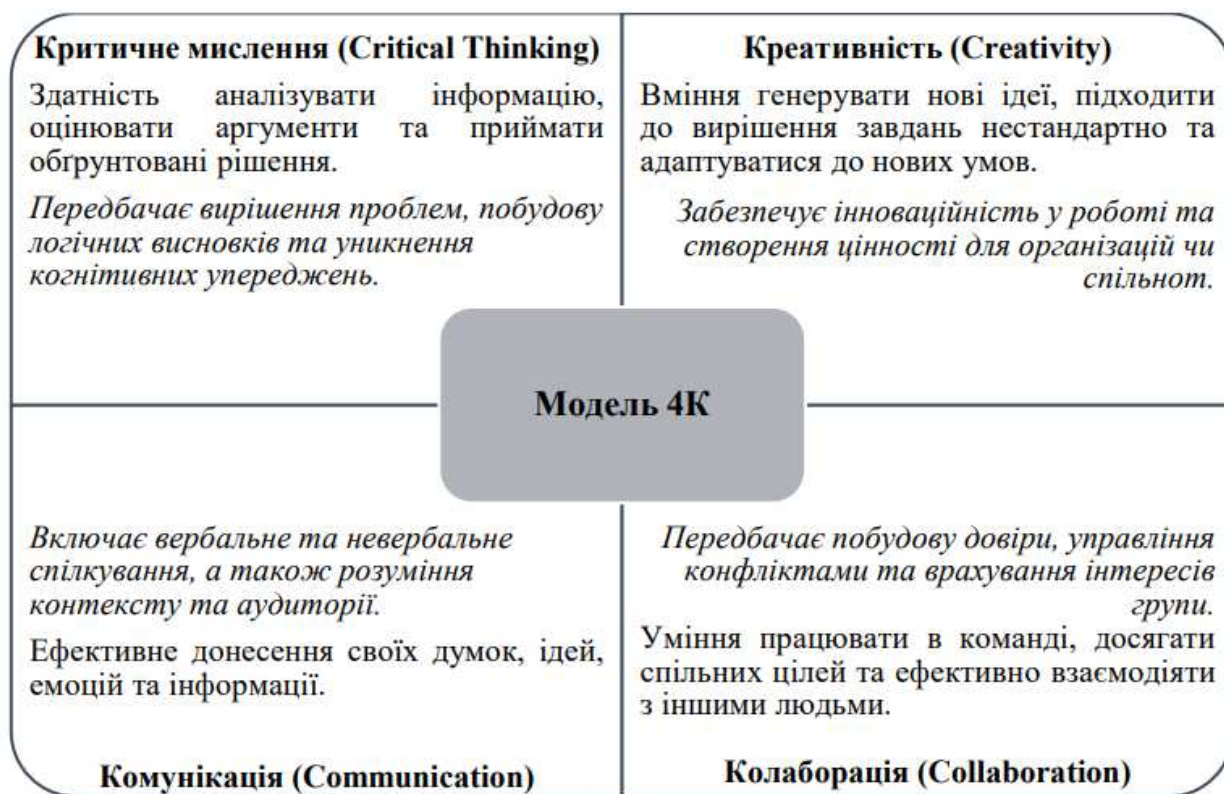 Критичне мислення (Critical Thinking)
Здатність аналізувати інформацію,
оцінювати аргументи та приймати
обґрунтовані рішення.
Передбачає вирішення проблем, побудову
логічних висновків та уникнення
когнітивних упереджень.
Креативність (Creativity)
Вміння генерувати нові ідеї, підходити
до вирішення завдань нестандартно та
адаптуватися до нових умов.
Забезпечує інноваційність у роботі та
створення цінності для організацій чи
спільнот.
Модель 4К
Включає вербальне та невербальне
спілкування, а також розуміння
контексту та аудиторії.
Ефективне донесення своїх думок, ідей,
емоцій та інформації.
Комунікація (Communication)
Передбачає побудову довіри, управління
конфліктами та врахування інтересів
групи.
Уміння працювати в команді, досягати
спільних цілей та ефективно взаємодіяти
з іншими людьми.
Колаборація (Collaboration)